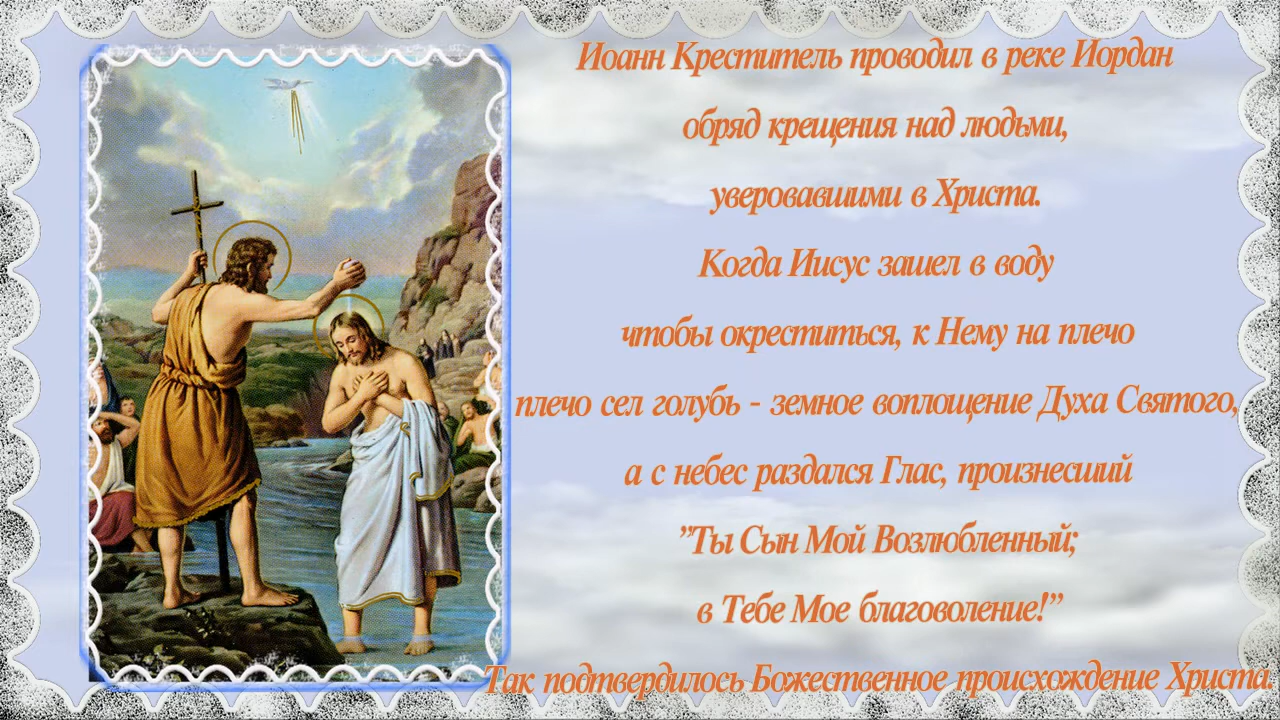 Иоанн Креститель проводил в реке Иордан
обряд крещения над людьми,
уверовавшими в Христа.
Когда Иисус зашел в воду
чтобы окреститься, к Нему на плечо
плечо сел голубь - земное воплощение Духа Святого,
а с небес раздался Глас, произнесший
”Ты Сын Мой Возлюбленный;
в Тебе Мое благоволение!”
Так подтвердилось Божественное происхождение Христа.